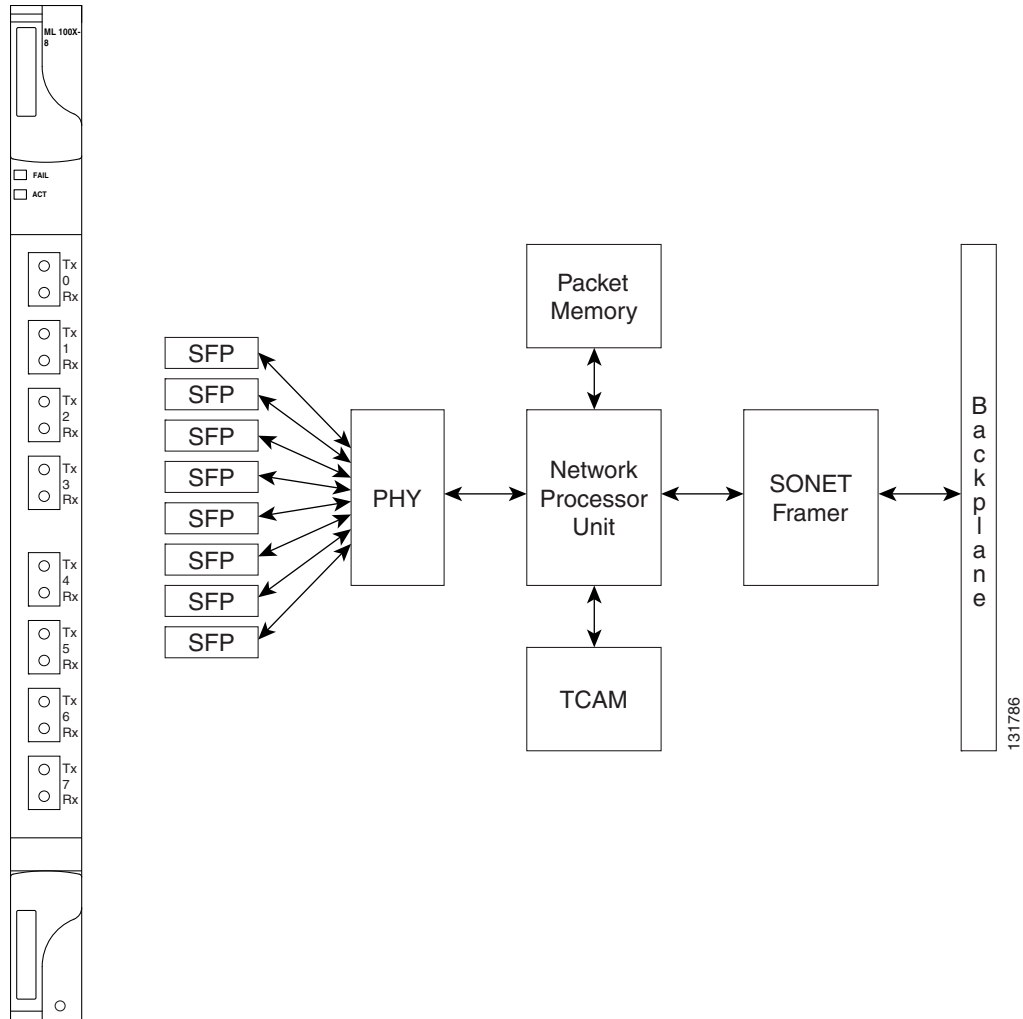 ML 100X-
8
FAIL
ACT
Tx
0
Rx
Tx
1
Rx
Tx
2
Rx
Tx
3
Rx
Tx
4
Rx
Tx
5
Rx
Tx
6
Rx
Tx
7
Rx
SFP
SFP
SFP
SFP
SFP
SFP
SFP
SFP
PHY
Packet
Memory
Network
Processor
Unit
TCAM
SONET
Framer
Backplane
131786